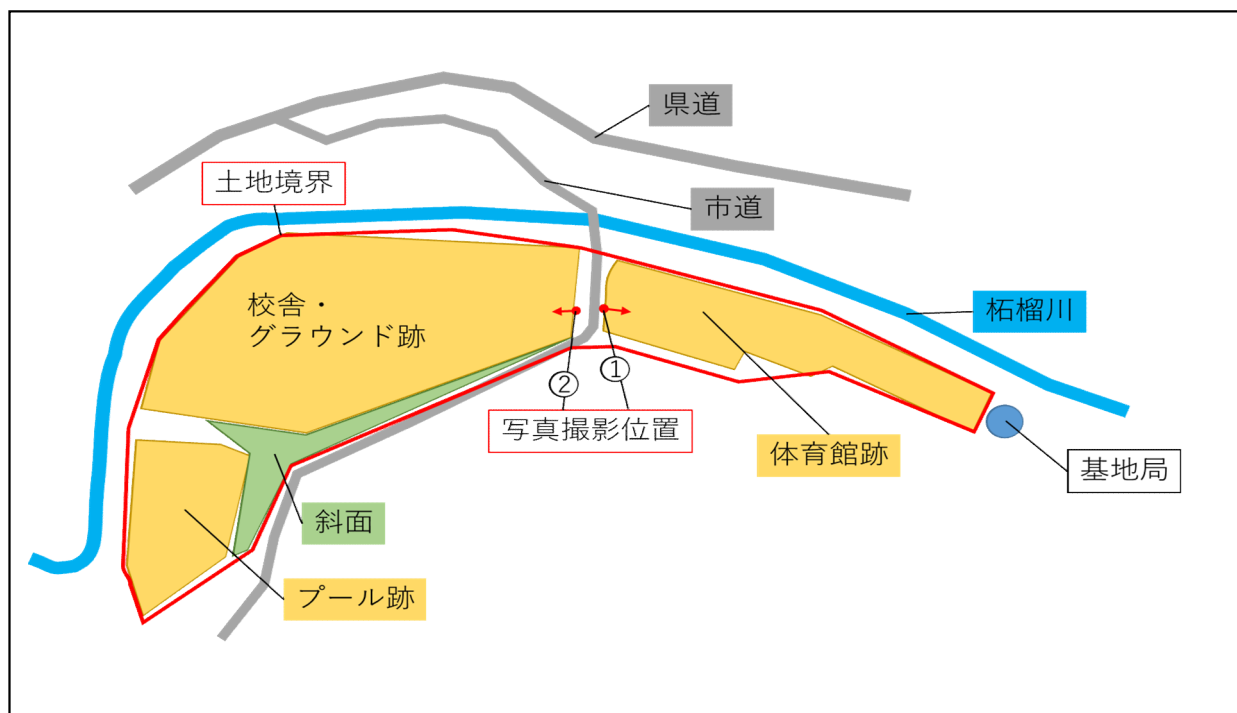 県道
土地境界
市道
校舎・
グラウンド跡
柘榴川
①
②
写真撮影位置
体育館跡
基地局
斜面
プール跡